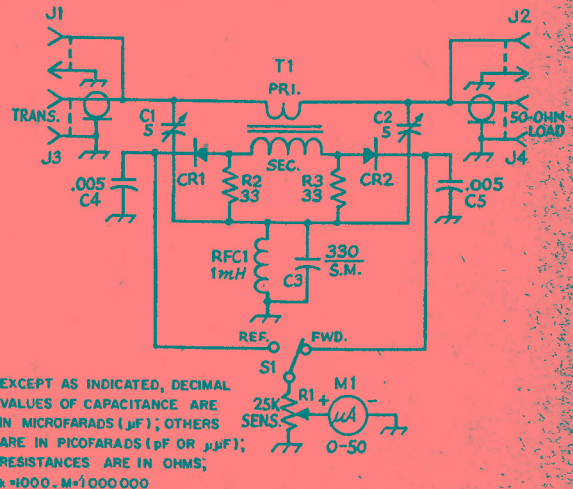 J1
J2
T1
PRI.
TRANS.
C1
5
C2
5
50-OHM
LOAD
J3
J4
CR1
SEC.
CR2
.005
C4
R2
33
R3
33
.005
C5
RFC1
1mH
C3
330
S.M.
REF.
FWD.
S1
M1
25K
SENS.
R1
+
μA
-
0-50
EXCEPT AS INDICATED, DECIMAL
VALUES OF CAPACITANCE ARE
IN MICROFARADS (μF); OTHERS
ARE IN PICOFARADS (pF OR μμF);
RESISTANCES ARE IN OHMS;
k=1000, M=1000000